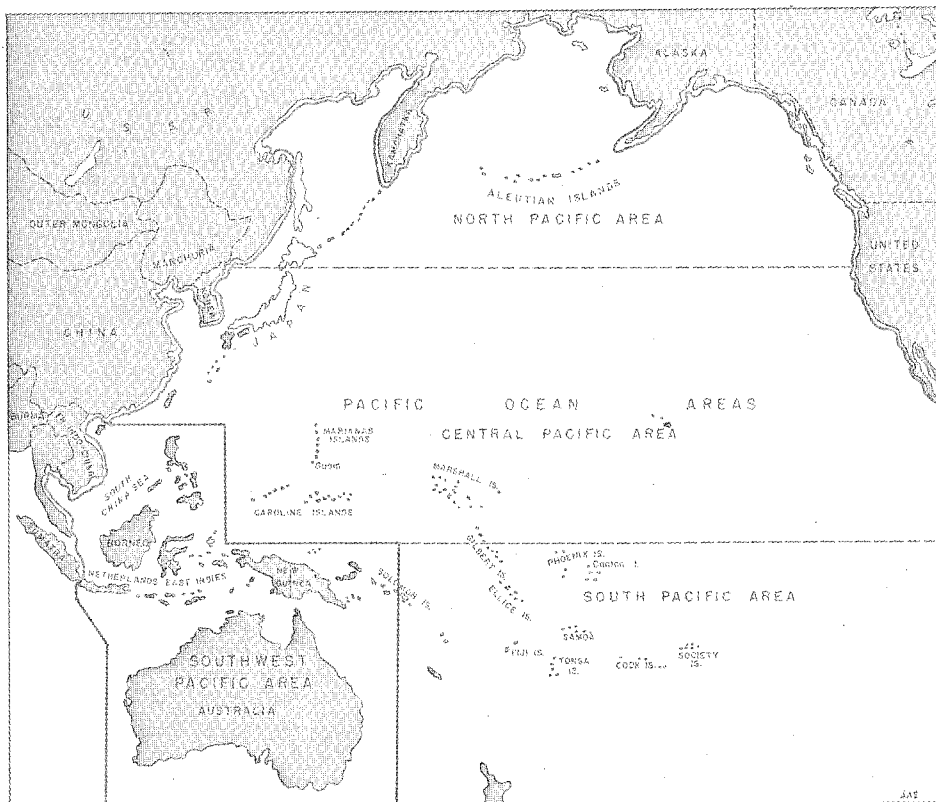 ALASKA
CANADA
U S S R
KAMCHATKA
ALEUTIAN ISLANDS
NORTH PACIFIC AREA
OUTER MONGOLIA
MANCHURIA
UNITED
STATES
JAPAN
CHINA
PACIFIC OCEAN AREAS
CENTRAL PACIFIC AREA
BURMA
MARIANAS
ISLANDS
GUAM
SOUTH
CHINA SEA
MARSHALL IS.
CAROLINE ISLANDS
BORNEO
NETHERLANDS EAST INDIES
NEW
GUINEA
SOLOMON IS.
GILBERT IS.
ELLICE IS.
PHOENIX IS.
CANTON I.
SOUTH PACIFIC AREA
SAMOA
FIJI IS.
TONGA
IS.
COOK IS.
SOCIETY
IS.
SOUTHWEST
PACIFIC AREA
AUSTRALIA